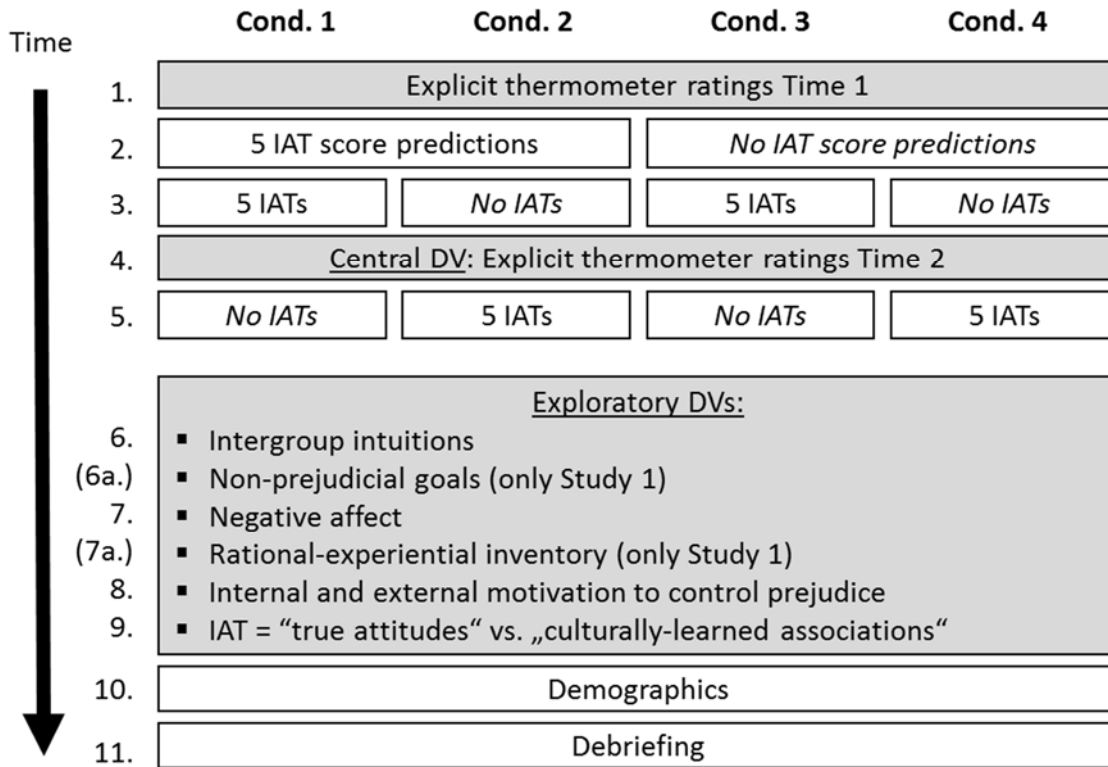 Cond. 1 Cond. 2 Cond. 3 Cond. 4
Time
1. Explicit thermometer ratings Time 1
2. 5 IAT score predictions No IAT score predictions
3. 5 IATs No IATs 5 IATs No IATs
4. Central DV: Explicit thermometer ratings Time 2
5. No IATs 5 IATs No IATs 5 IATs
Exploratory DVs:
6. ▪ Intergroup intuitions
(6a.) ▪ Non-prejudicial goals (only Study 1)
7. ▪ Negative affect
(7a.) ▪ Rational-experiential inventory (only Study 1)
8. ▪ Internal and external motivation to control prejudice
9. ▪ IAT = “true attitudes“ vs. „culturally-learned associations“
10. Demographics
11. Debriefing